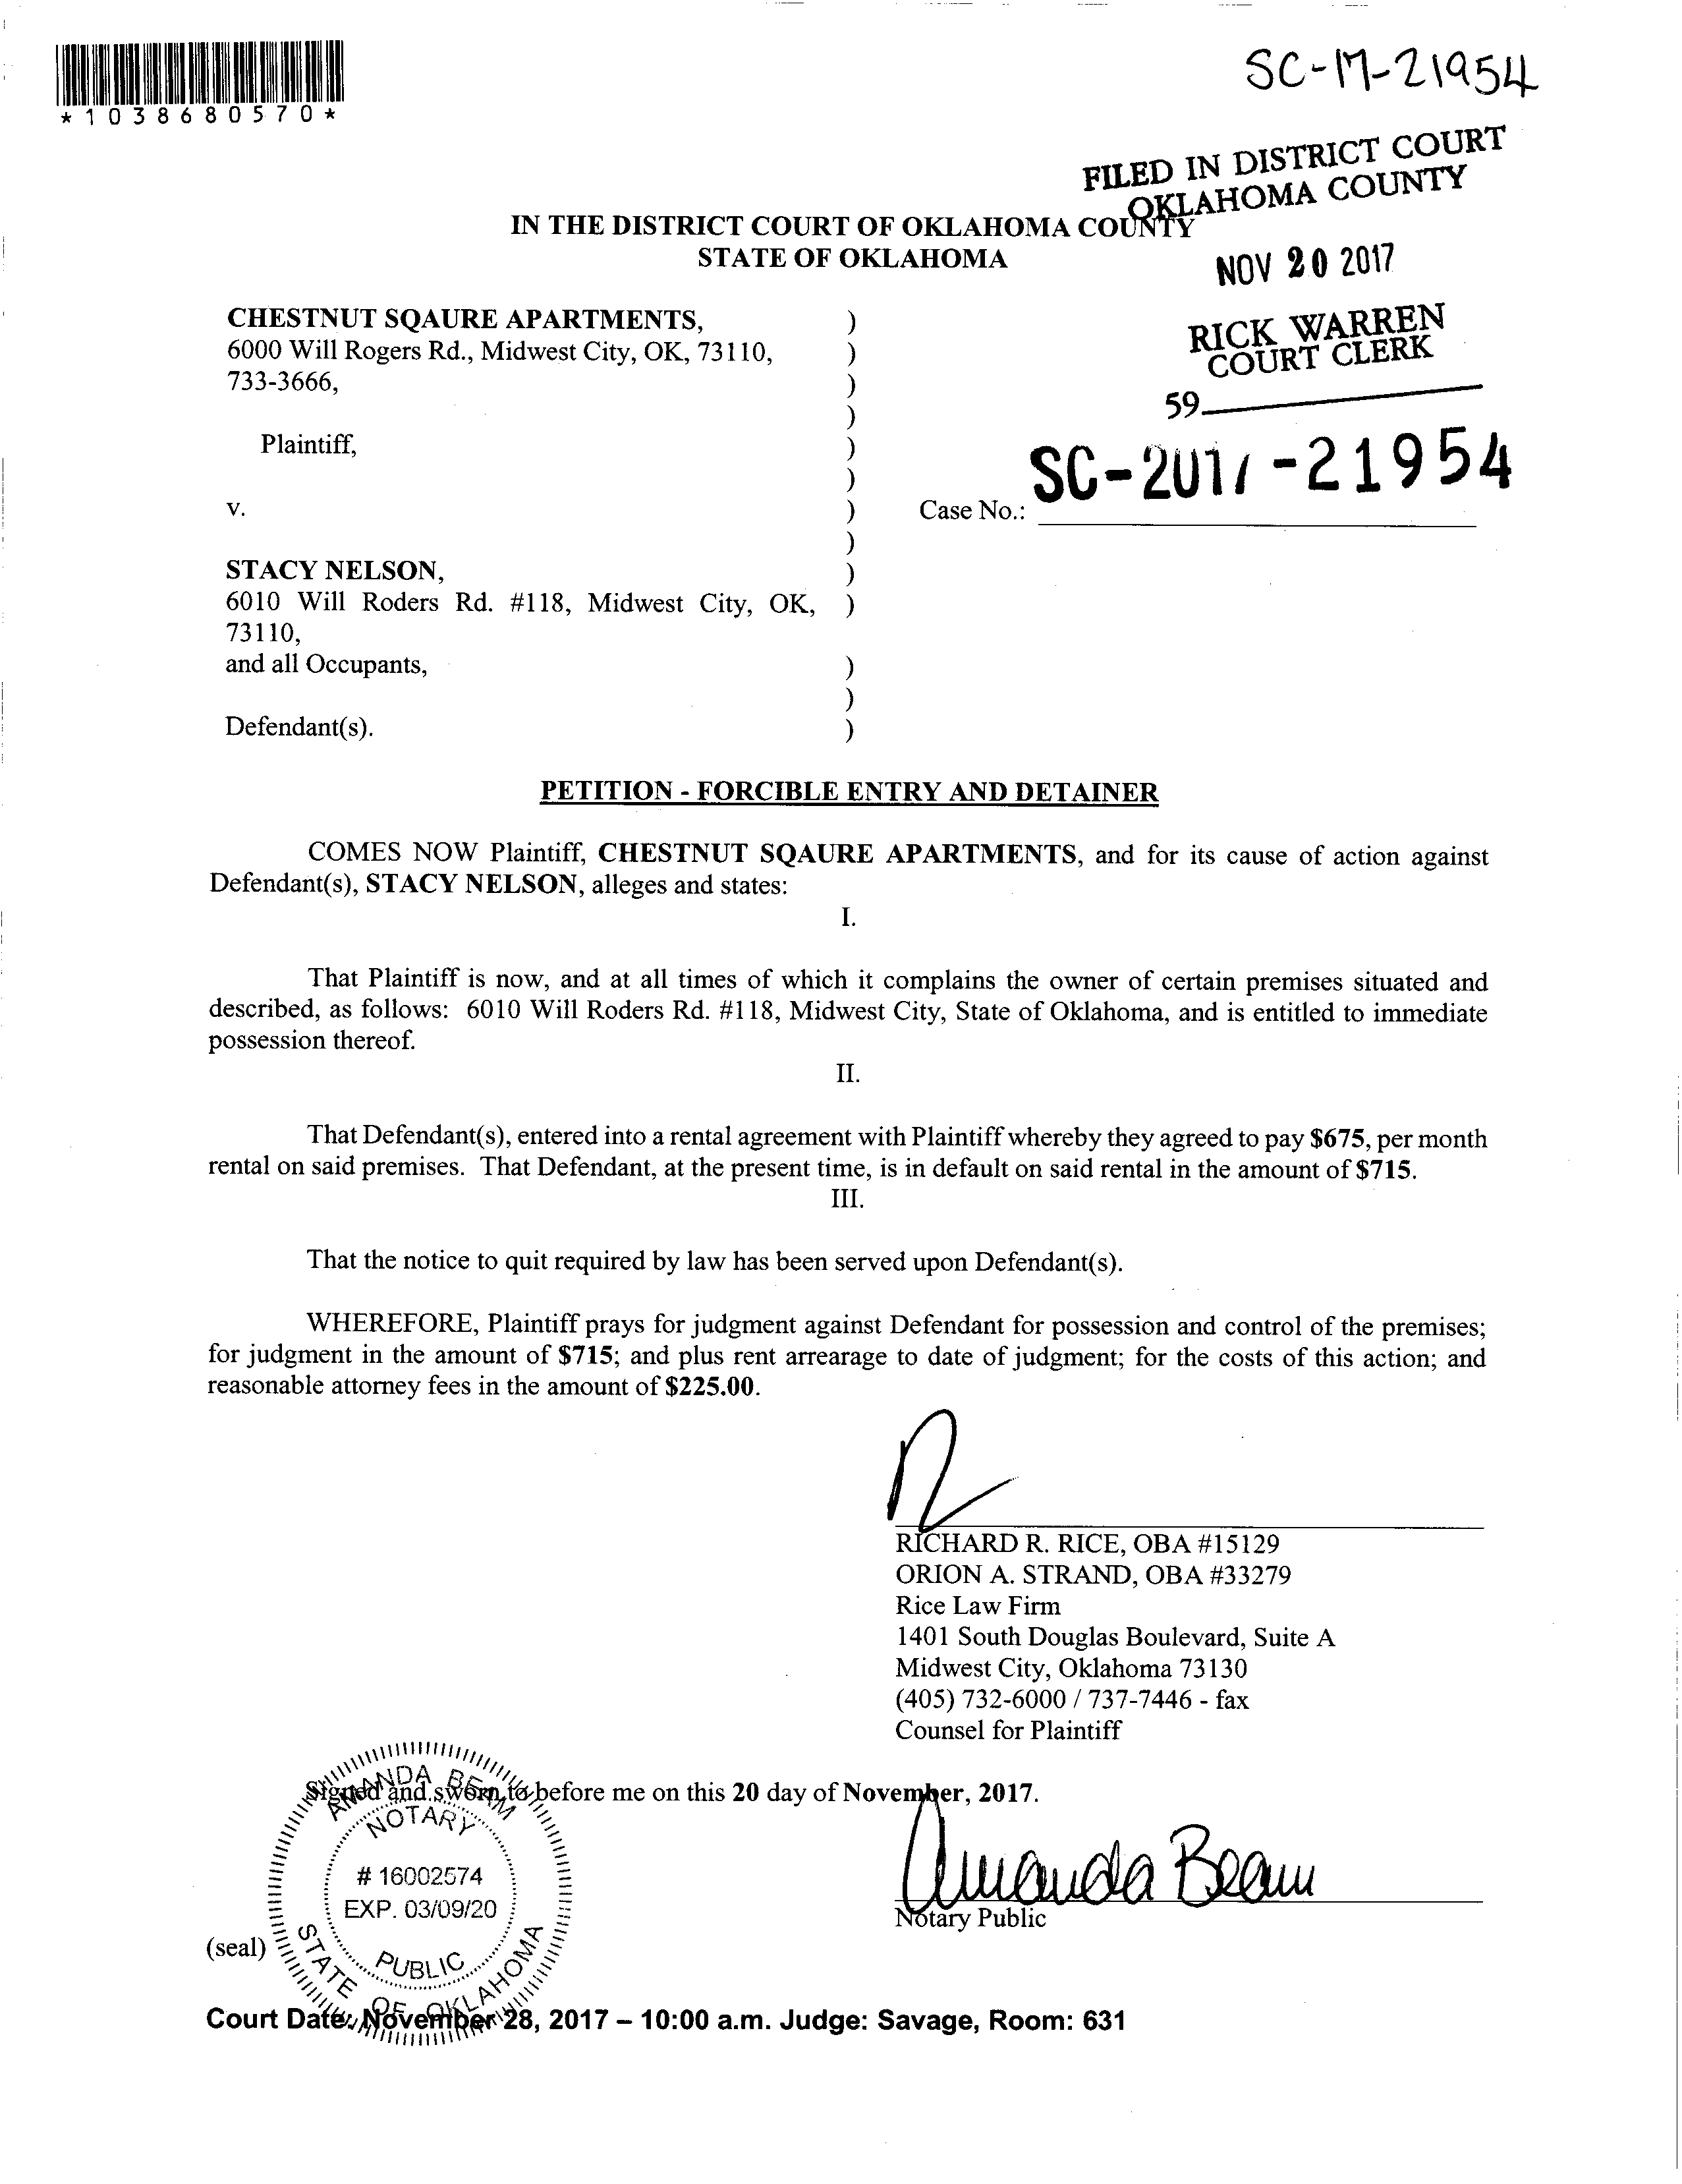 *1038680570*
SC-17-21954
FILED IN DISTRICT COURT
OKLAHOMA COUNTY
IN THE DISTRICT COURT OF OKLAHOMA COUNTY
STATE OF OKLAHOMA
NOV 20 2017
RICK WARREN
COURT CLERK
59
CHESTNUT SQAURE APARTMENTS, )
6000 Will Rogers Rd., Midwest City, OK, 73110, )
733-3666, )
)
Plaintiff, )
)
v. ) Case No.: SC-2017-21954
)
STACY NELSON, )
6010 Will Roders Rd. #118, Midwest City, OK, )
73110,
and all Occupants, )
)
Defendant(s). )
PETITION - FORCIBLE ENTRY AND DETAINER
COMES NOW Plaintiff, CHESTNUT SQAURE APARTMENTS, and for its cause of action against
Defendant(s), STACY NELSON, alleges and states:
I.
That Plaintiff is now, and at all times of which it complains the owner of certain premises situated and
described, as follows: 6010 Will Roders Rd. #118, Midwest City, State of Oklahoma, and is entitled to immediate
possession thereof.
II.
That Defendant(s), entered into a rental agreement with Plaintiff whereby they agreed to pay $675, per month
rental on said premises. That Defendant, at the present time, is in default on said rental in the amount of $715.
III.
That the notice to quit required by law has been served upon Defendant(s).
WHEREFORE, Plaintiff prays for judgment against Defendant for possession and control of the premises;
for judgment in the amount of $715; and plus rent arrearage to date of judgment; for the costs of this action; and
reasonable attorney fees in the amount of $225.00.
RICHARD R. RICE, OBA #15129
ORION A. STRAND, OBA #33279
Rice Law Firm
1401 South Douglas Boulevard, Suite A
Midwest City, Oklahoma 73130
(405) 732-6000 / 737-7446 - fax
Counsel for Plaintiff
Signed and sworn to before me on this 20 day of November, 2017.
AMANDA BEAM
NOTARY
# 16002574
EXP. 03/09/20
PUBLIC
STATE OF OKLAHOMA
Amanda Beam
Notary Public
(seal)
Court Date: November 28, 2017 – 10:00 a.m. Judge: Savage, Room: 631